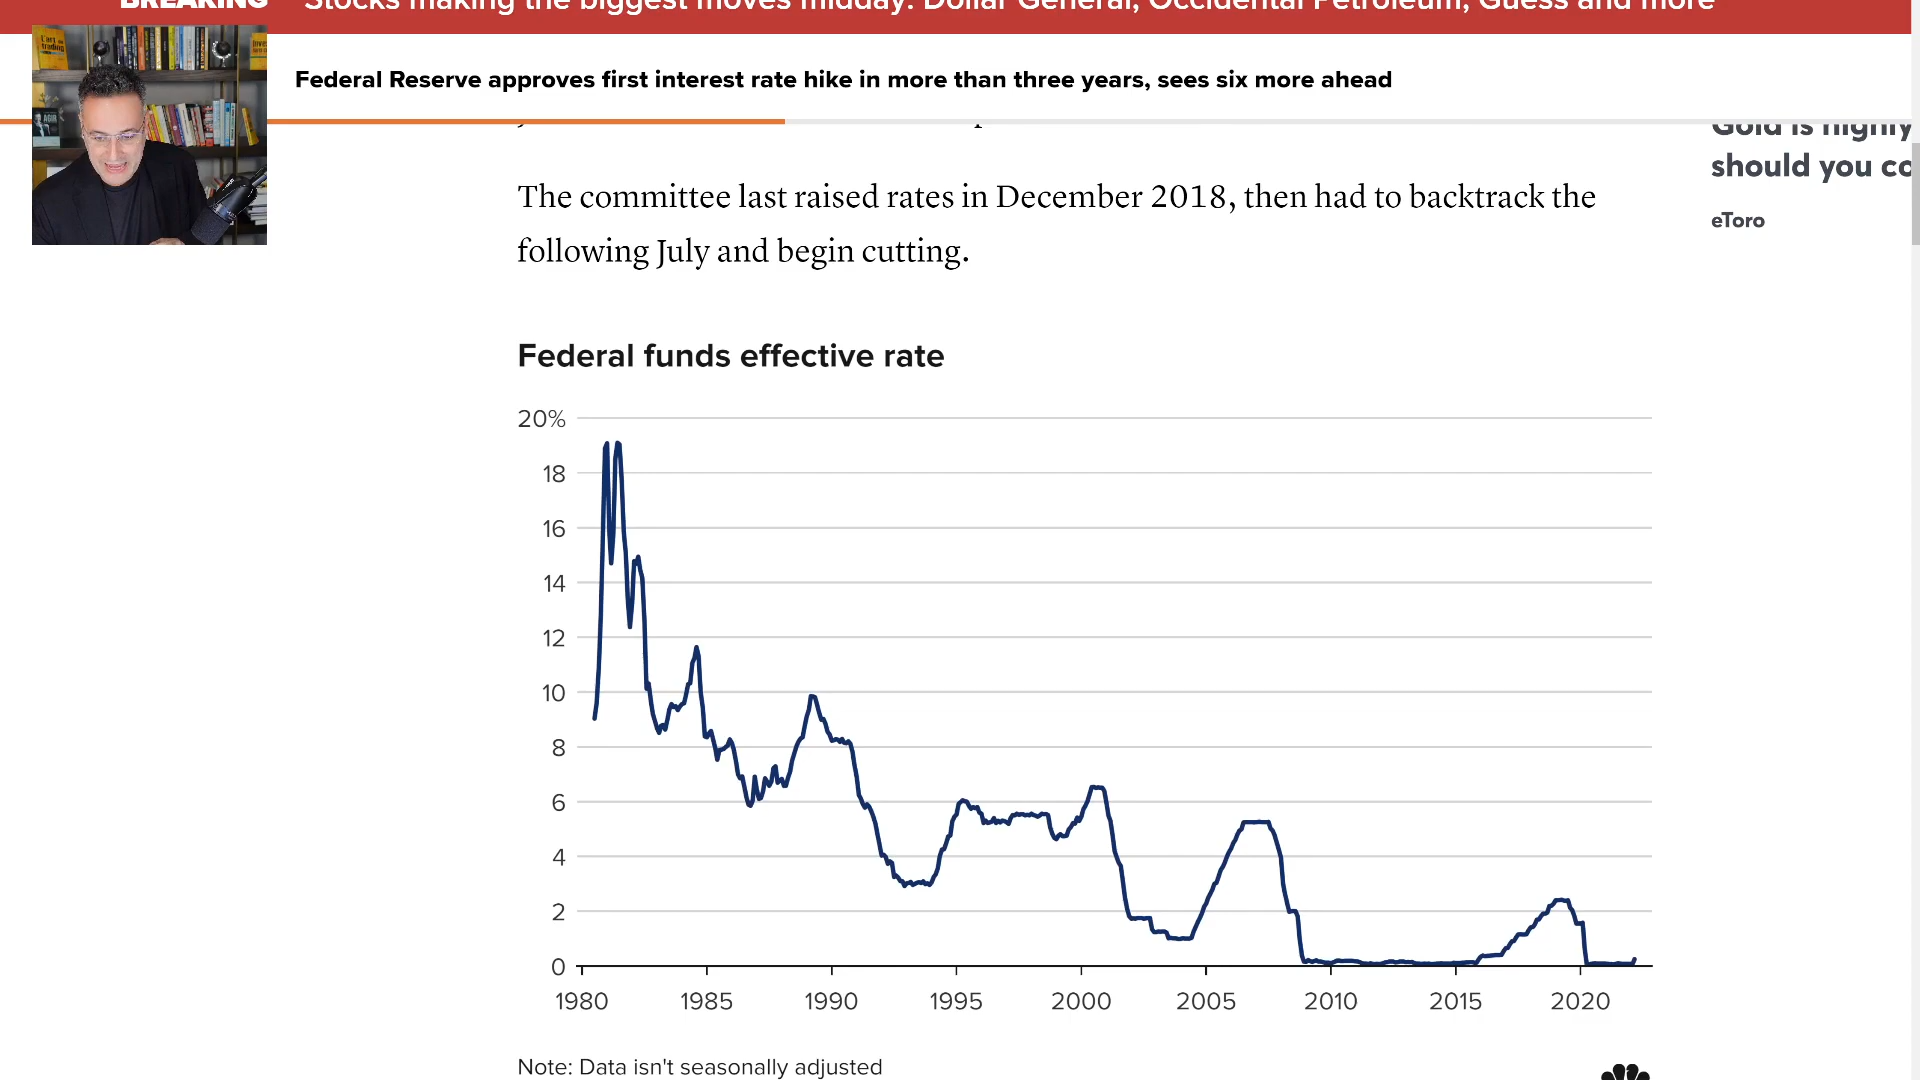 BREAKING Stocks making the biggest moves midday: Dollar General, Occidental Petroleum, Guess and more
L'art du trading
AGIR
Federal Reserve approves first interest rate hike in more than three years, sees six more ahead
Gold is highly
should you co
eToro
The committee last raised rates in December 2018, then had to backtrack the
following July and begin cutting.
Federal funds effective rate
20%
18
16
14
12
10
8
6
4
2
0
1980 1985 1990 1995 2000 2005 2010 2015 2020
Note: Data isn't seasonally adjusted